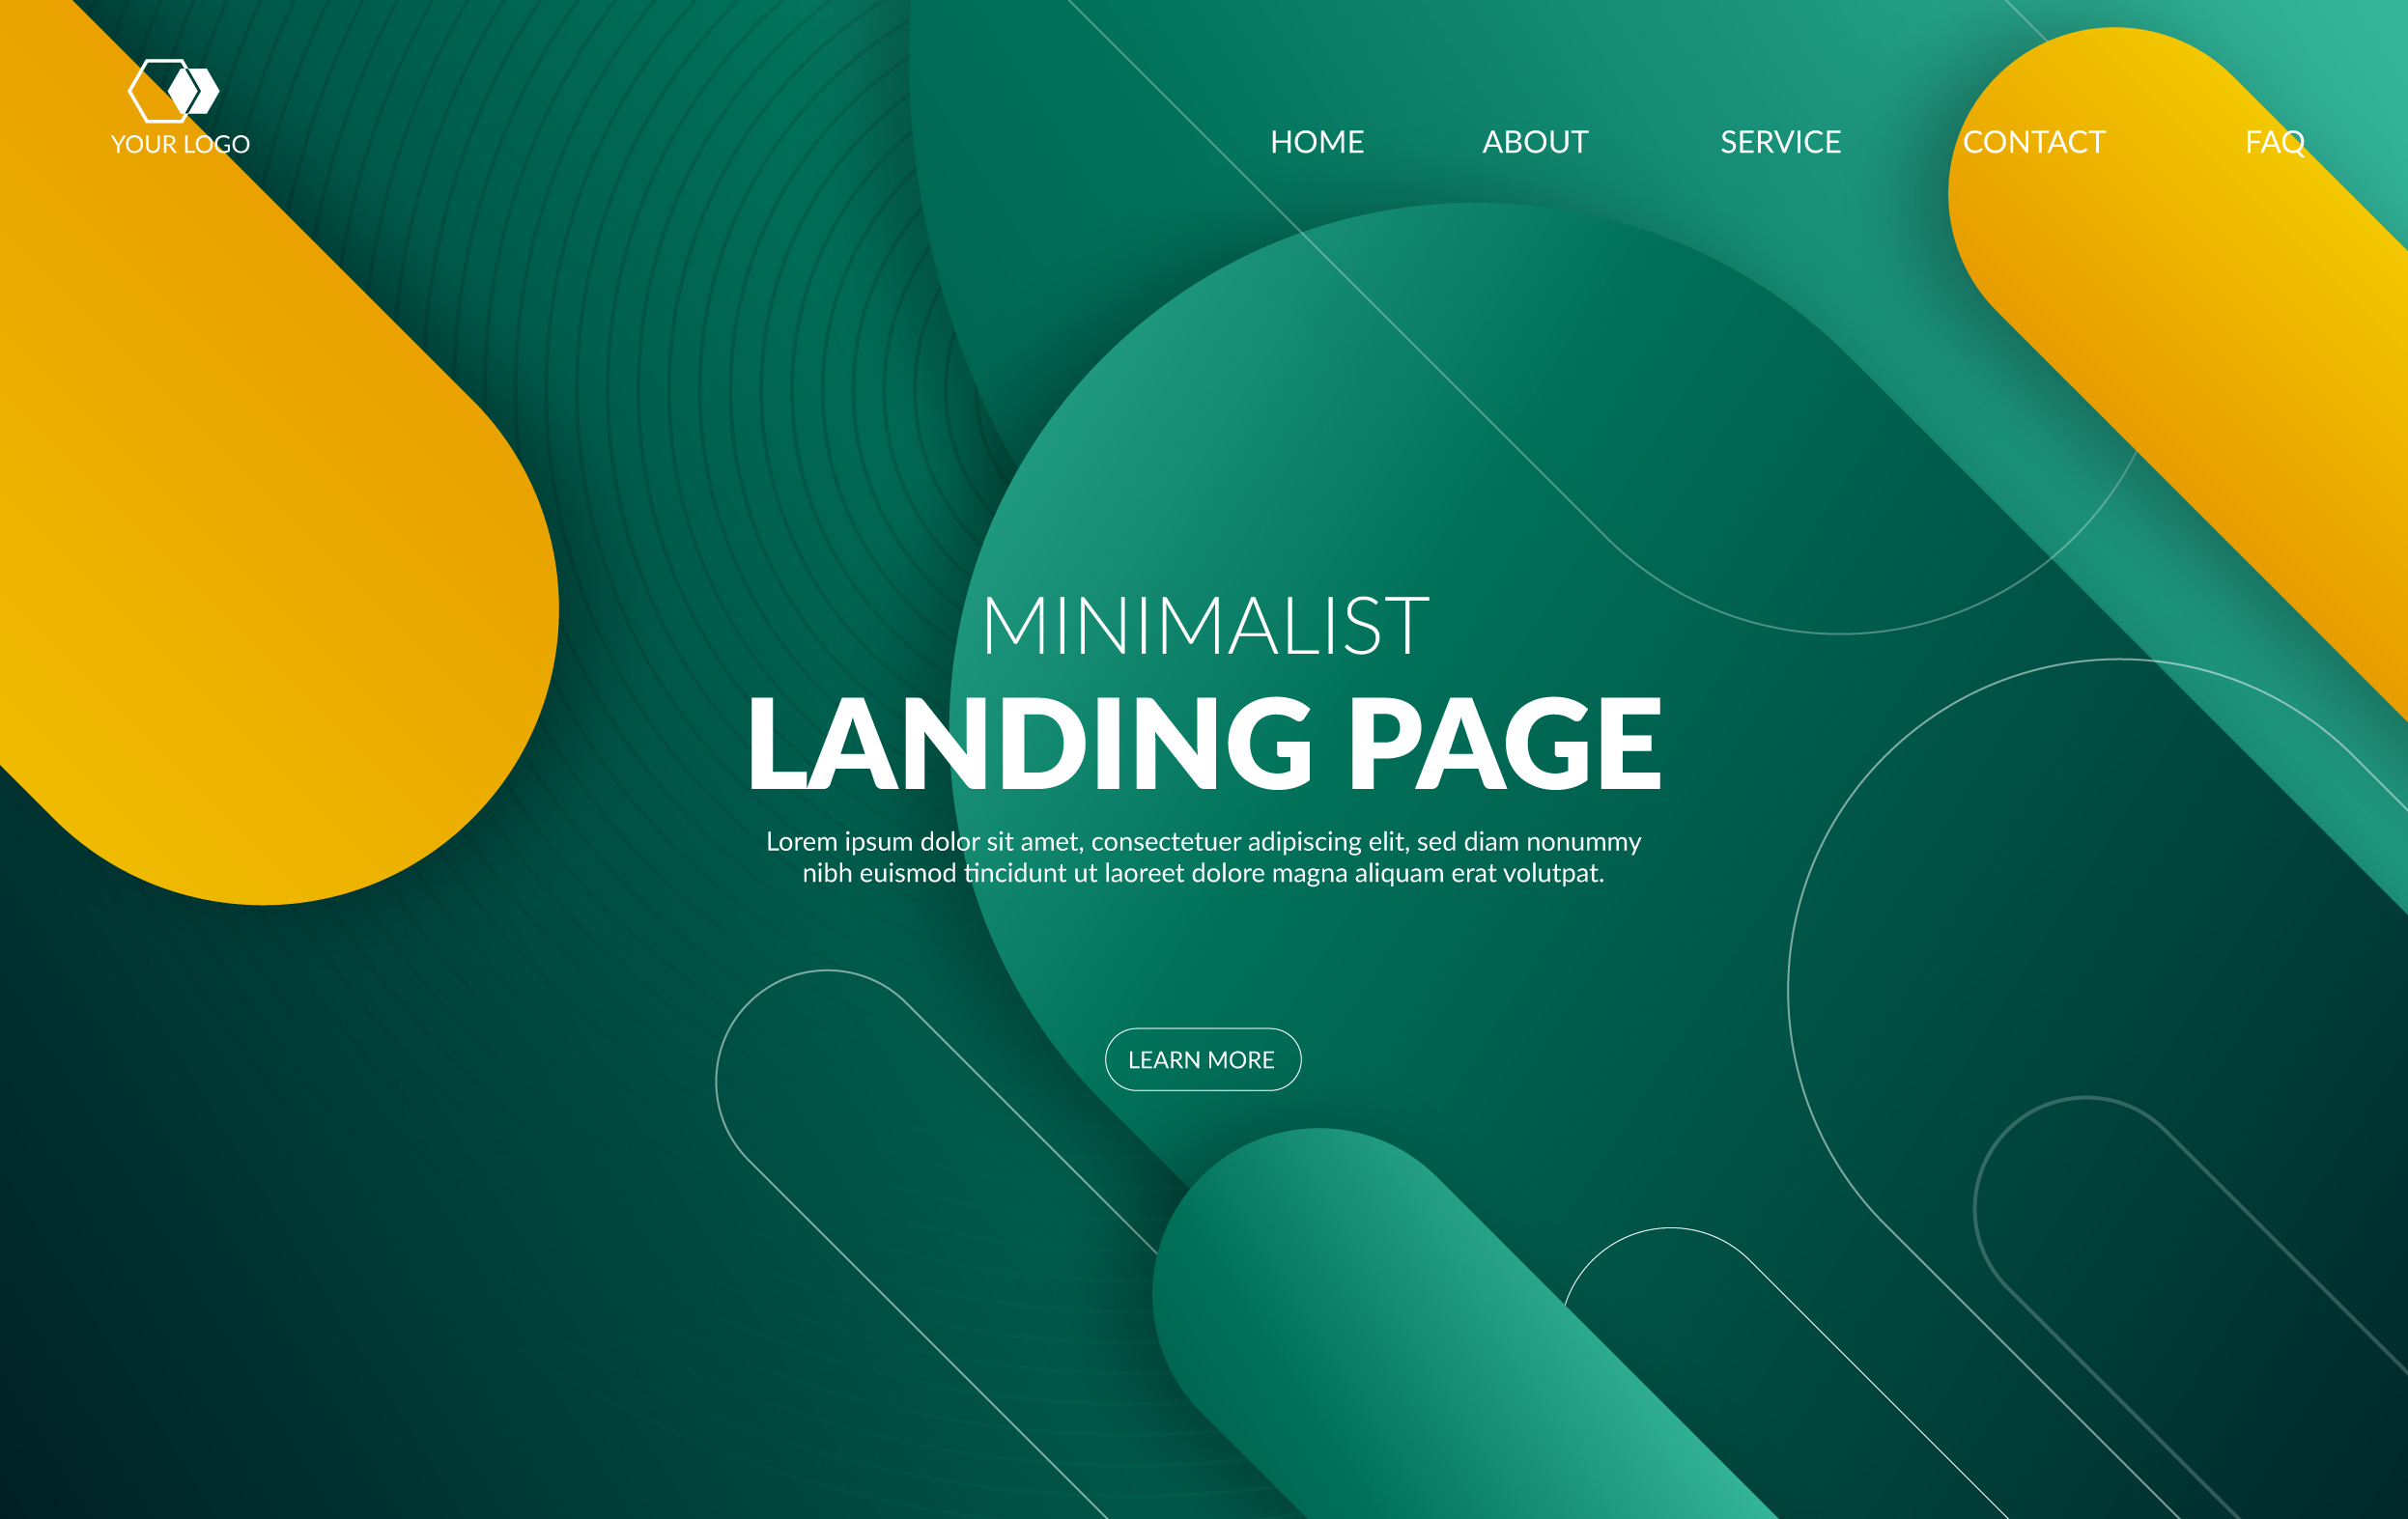 YOUR LOGO
HOME ABOUT SERVICE CONTACT FAQ
MINIMALIST
LANDING PAGE
Lorem ipsum dolor sit amet, consectetuer adipiscing elit, sed diam nonummy
nibh euismod tincidunt ut laoreet dolore magna aliquam erat volutpat.
LEARN MORE